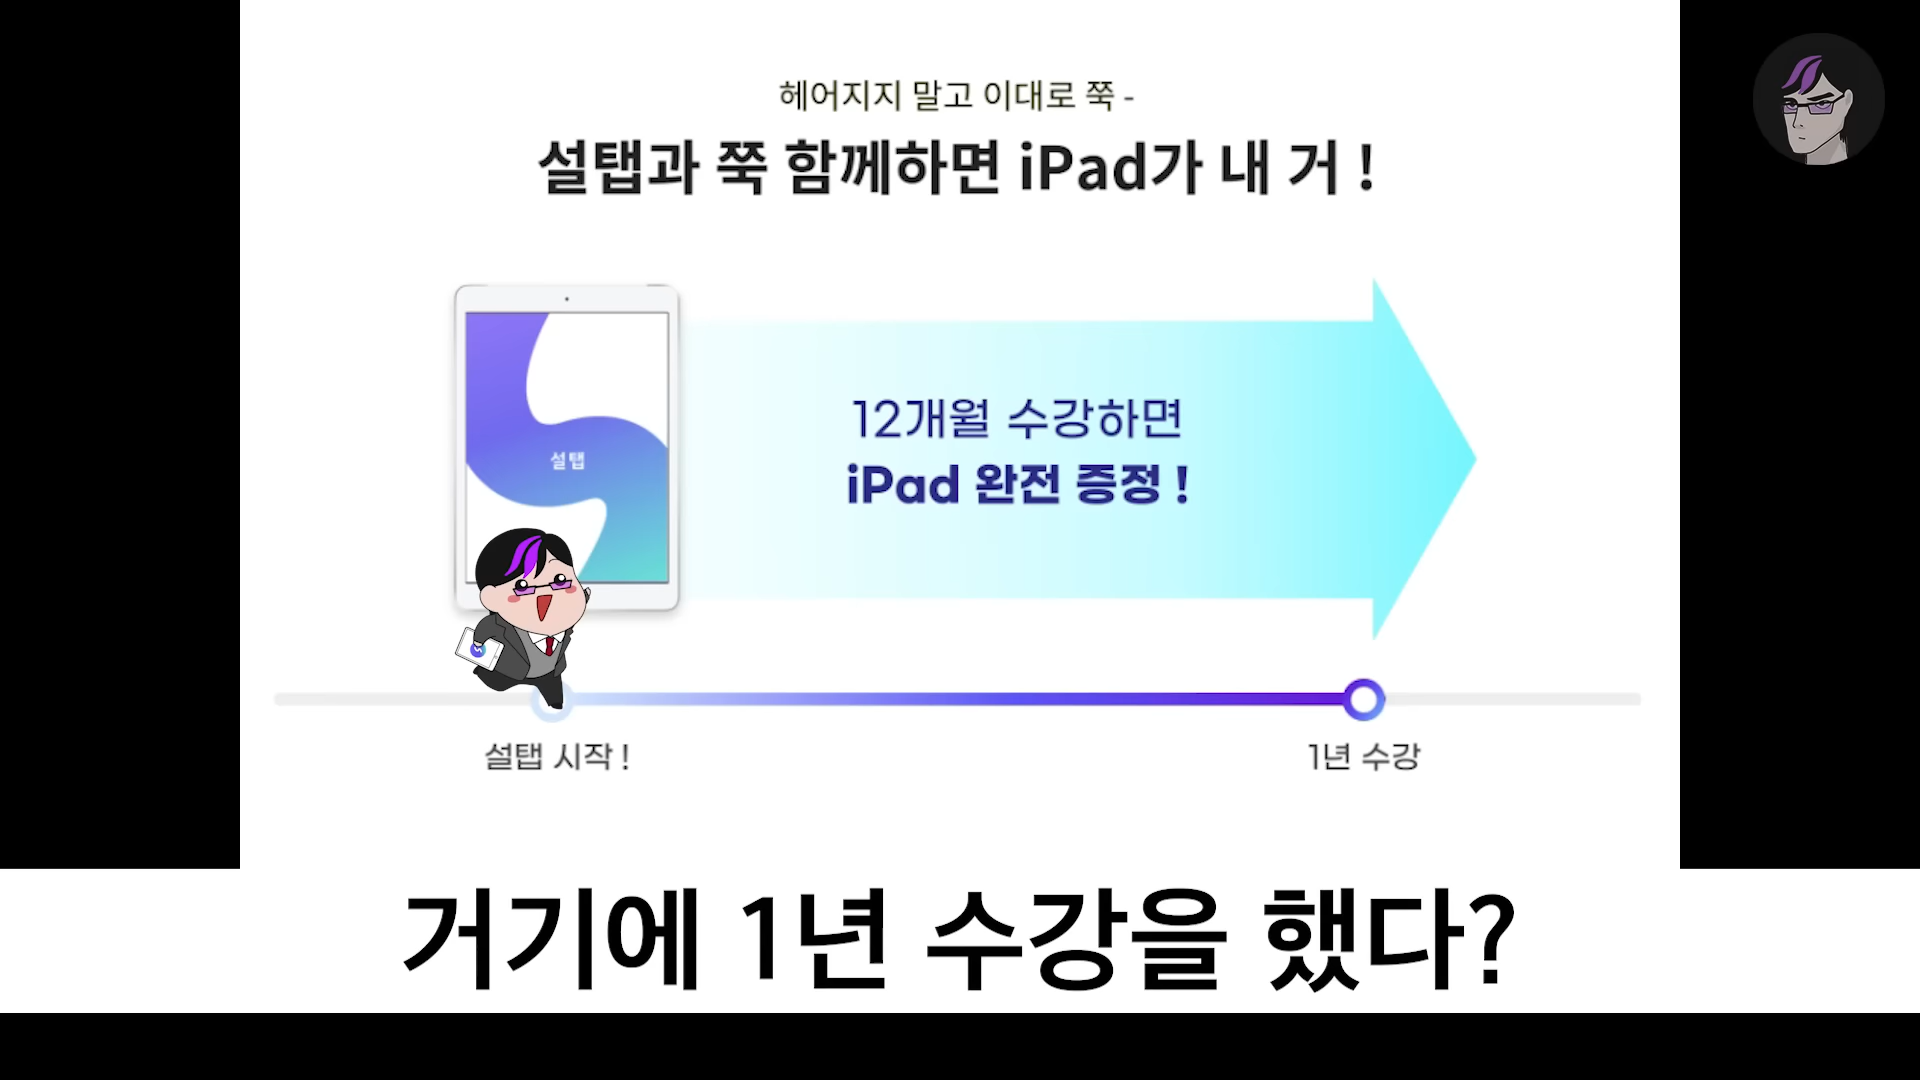 헤어지지 말고 이대로 쭉 -
설탭과 쭉 함께하면 iPad가 내 거 !
12개월 수강하면
iPad 완전 증정 !
설탭
설탭 시작 !
1년 수강
거기에 1년 수강을 했다?